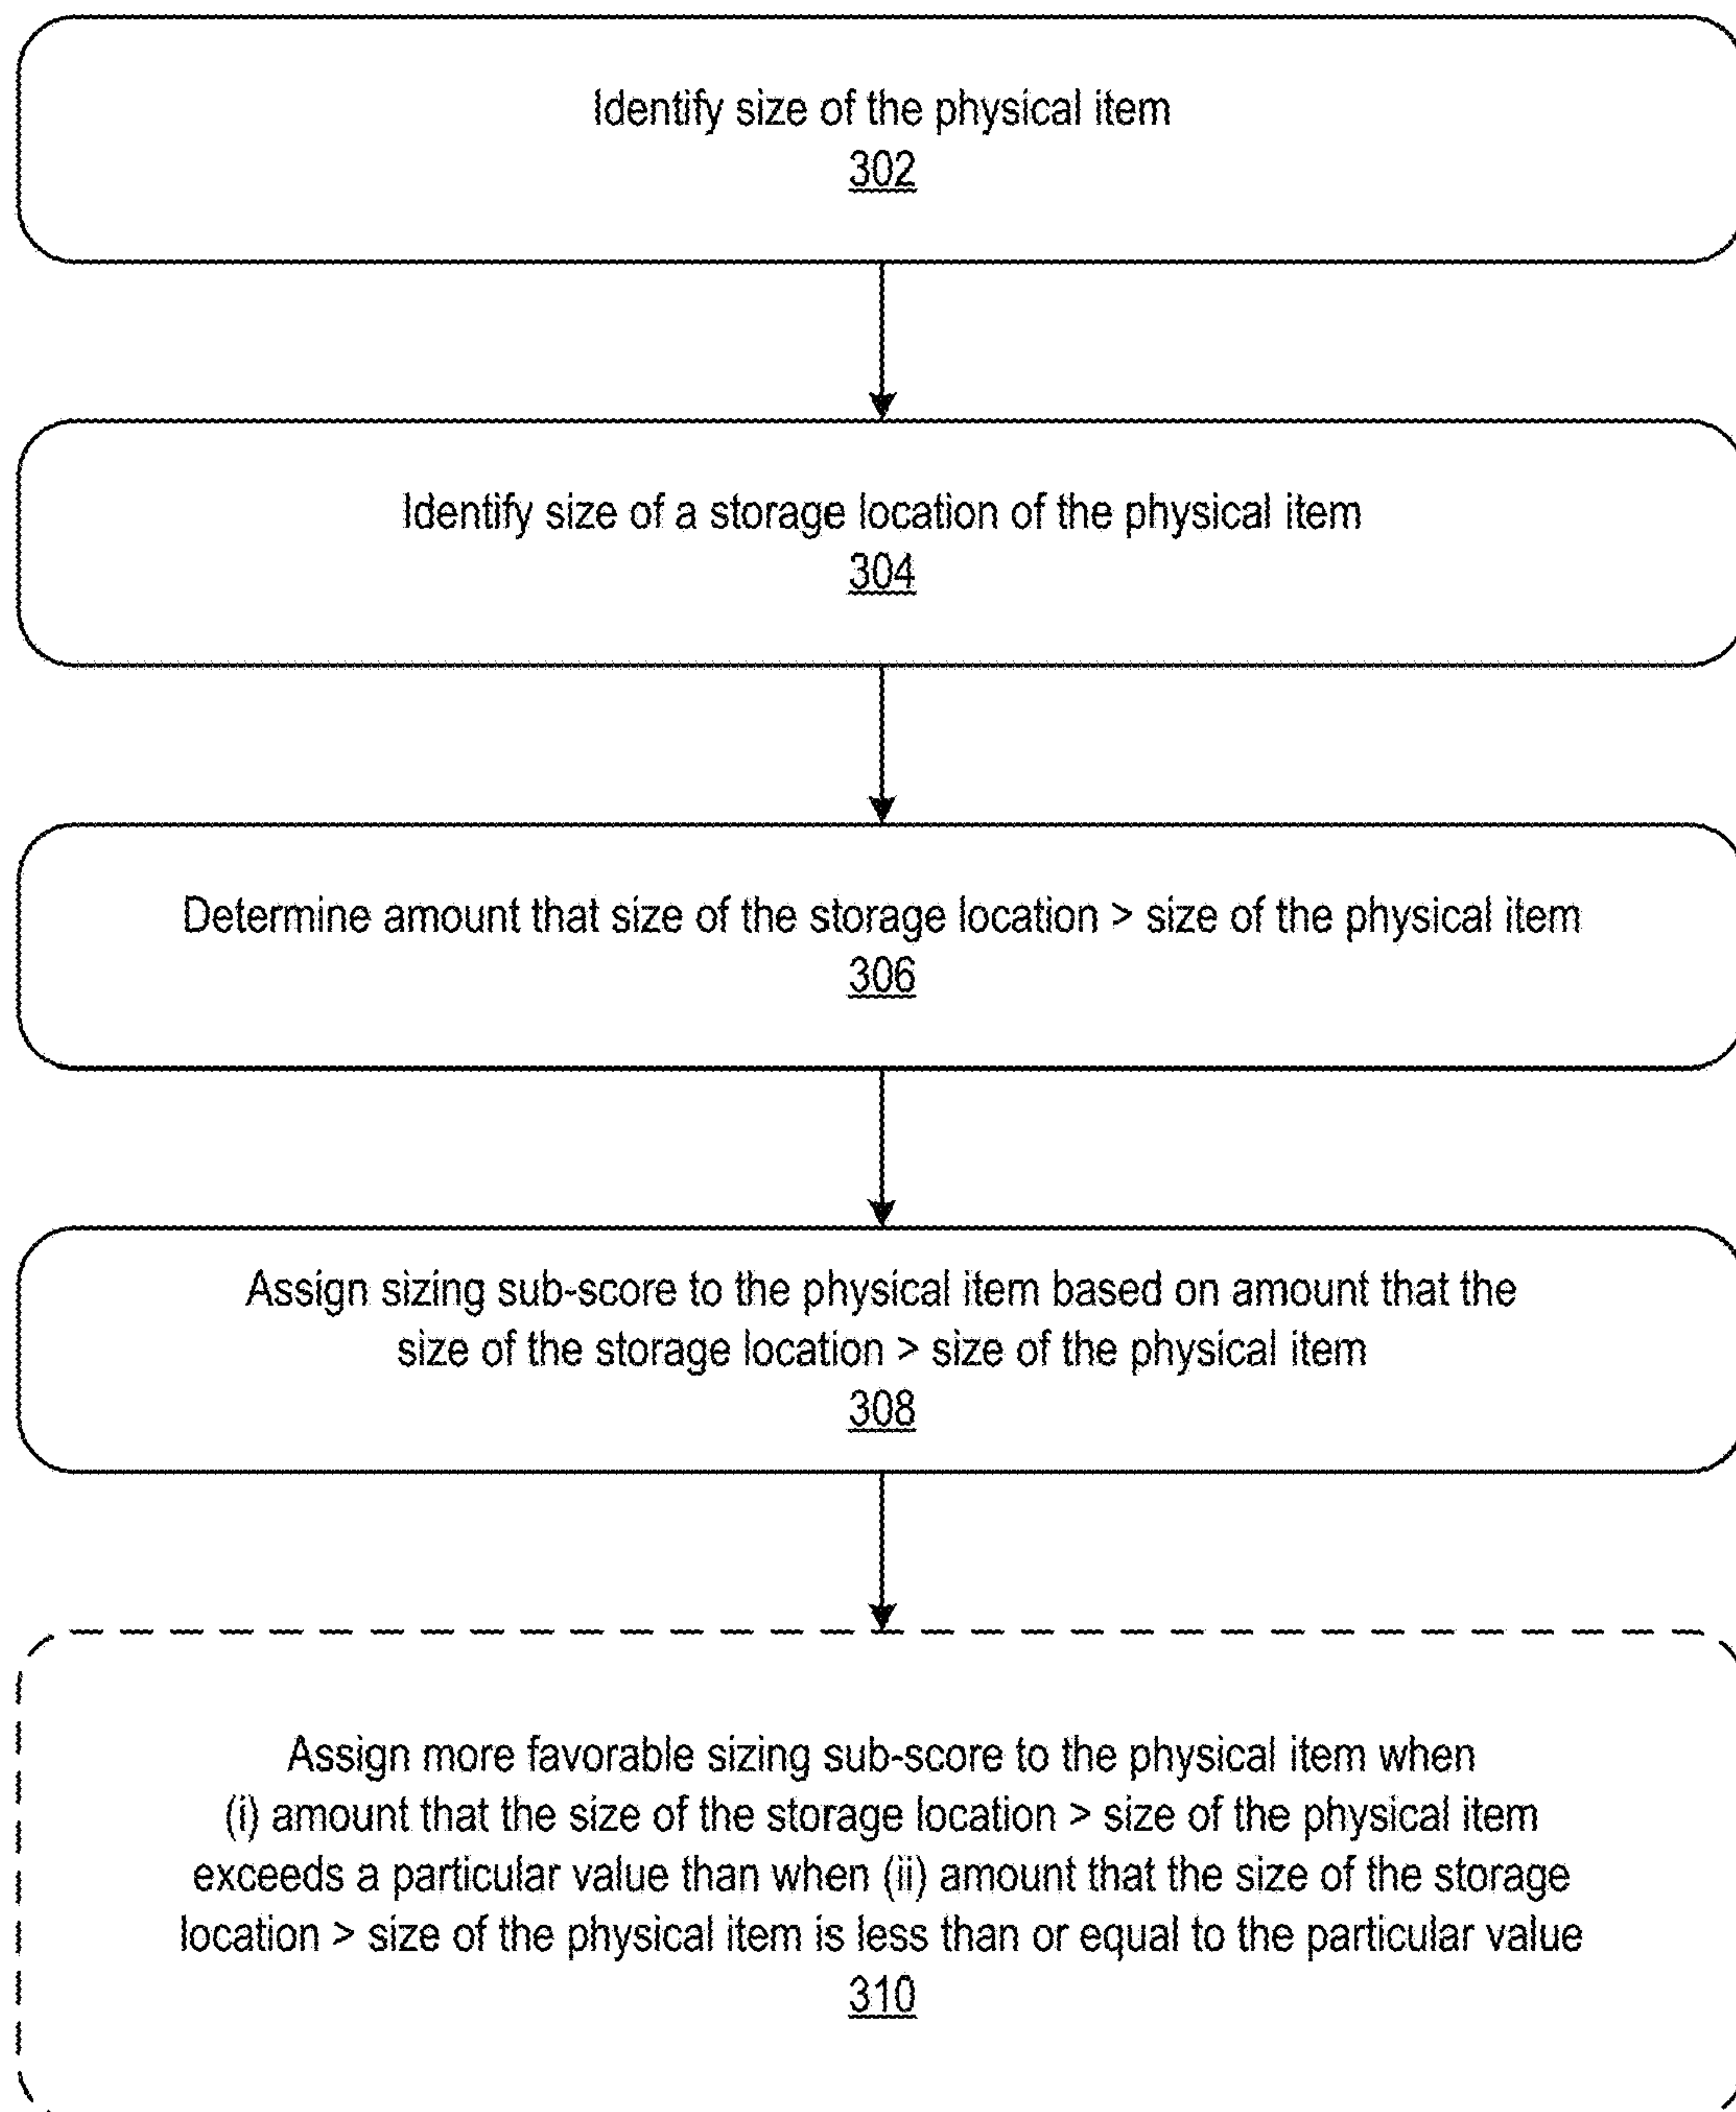 Identify size of the physical item
302
Identify size of a storage location of the physical item
304
Determine amount that size of the storage location > size of the physical item
306
Assign sizing sub-score to the physical item based on amount that the
size of the storage location > size of the physical item
308
Assign more favorable sizing sub-score to the physical item when
(i) amount that the size of the storage location > size of the physical item
exceeds a particular value than when (ii) amount that the size of the storage
location > size of the physical item is less than or equal to the particular value
310